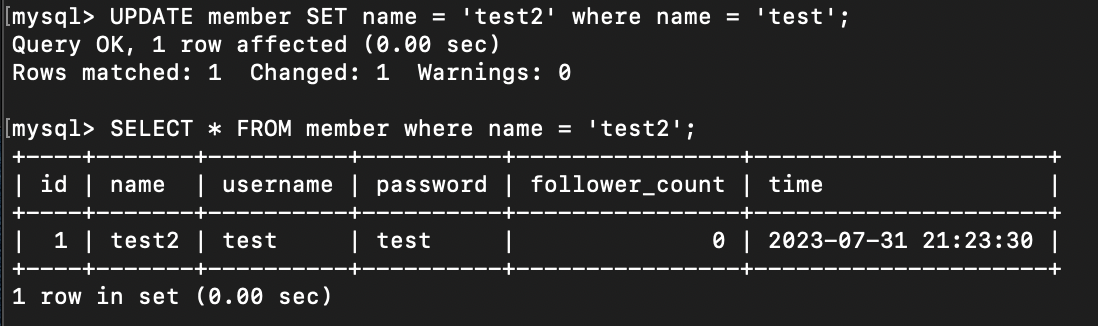 [mysql> UPDATE member SET name = 'test2' where name = 'test';
Query OK, 1 row affected (0.00 sec)
Rows matched: 1  Changed: 1  Warnings: 0
[mysql> SELECT * FROM member where name = 'test2';
+----+-------+----------+----------+----------------+---------------------+
| id | name  | username | password | follower_count | time                |
+----+-------+----------+----------+----------------+---------------------+
|  1 | test2 | test     | test     |              0 | 2023-07-31 21:23:30 |
+----+-------+----------+----------+----------------+---------------------+
1 row in set (0.00 sec)